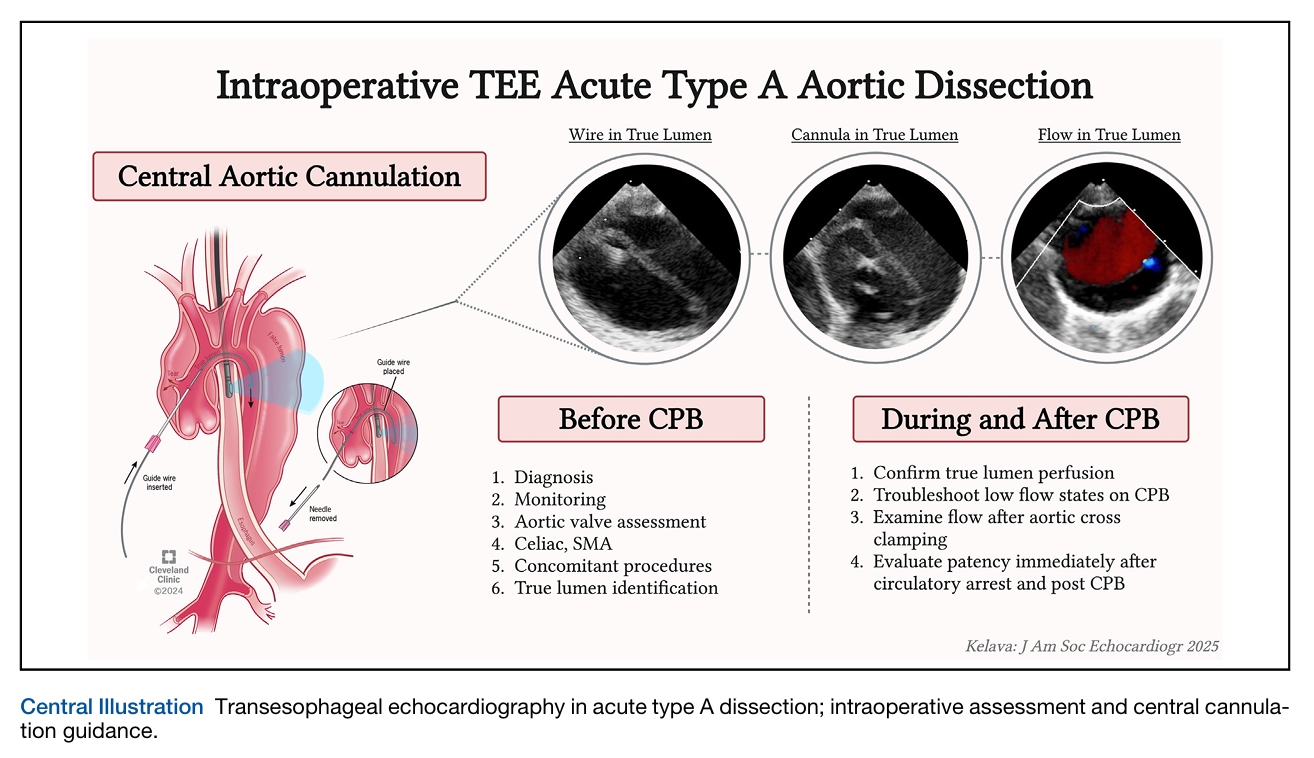 Intraoperative TEE Acute Type A Aortic Dissection
Central Aortic Cannulation
Wire in True Lumen
Cannula in True Lumen
Flow in True Lumen
Tear
False lumen
Guide wire
placed
Guide wire
inserted
Needle
removed
Esophagus
Cleveland
Clinic
©2024
Before CPB
1. Diagnosis
2. Monitoring
3. Aortic valve assessment
4. Celiac, SMA
5. Concomitant procedures
6. True lumen identification
During and After CPB
1. Confirm true lumen perfusion
2. Troubleshoot low flow states on CPB
3. Examine flow after aortic cross
clamping
4. Evaluate patency immediately after
circulatory arrest and post CPB
Kelava: J Am Soc Echocardiogr 2025
Central Illustration Transesophageal echocardiography in acute type A dissection; intraoperative assessment and central cannula-
tion guidance.